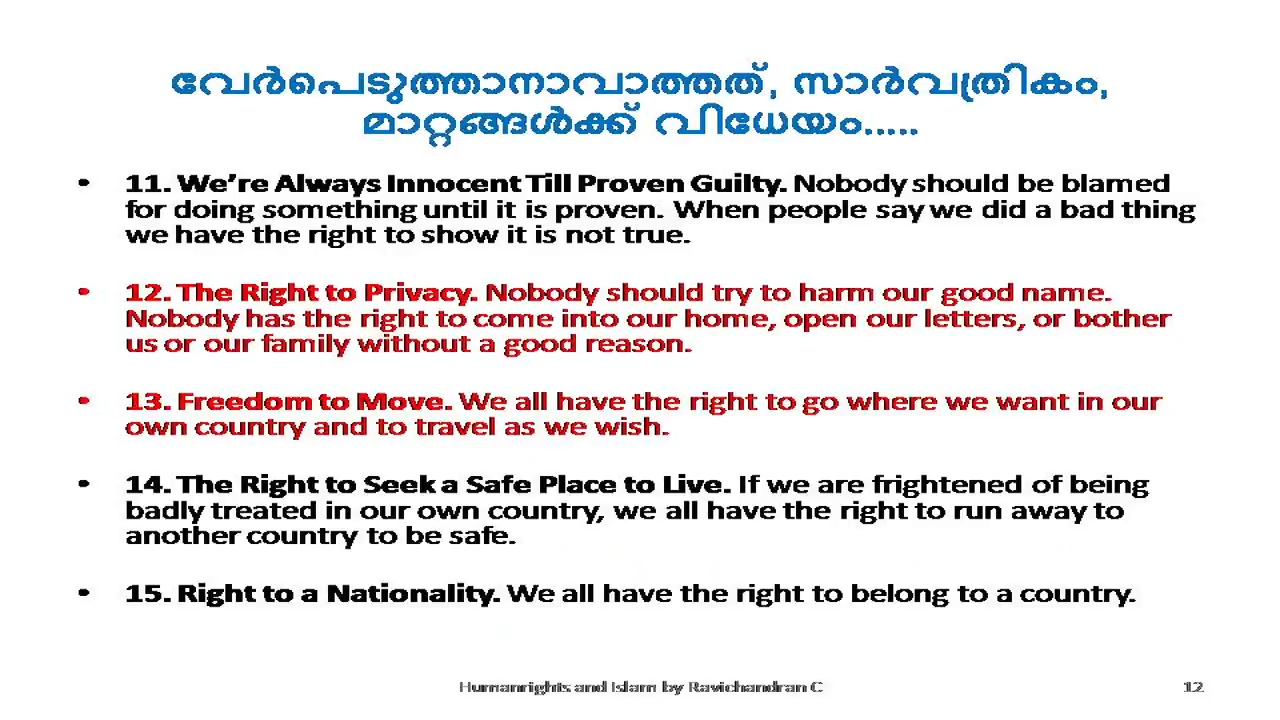 വേർപെടുത്താനാവാത്തത്, സാർവത്രികം,
മാറ്റങ്ങൾക്ക് വിധേയം.....
• 11. We’re Always Innocent Till Proven Guilty. Nobody should be blamed
for doing something until it is proven. When people say we did a bad thing
we have the right to show it is not true.
• 12. The Right to Privacy. Nobody should try to harm our good name.
Nobody has the right to come into our home, open our letters, or bother
us or our family without a good reason.
• 13. Freedom to Move. We all have the right to go where we want in our
own country and to travel as we wish.
• 14. The Right to Seek a Safe Place to Live. If we are frightened of being
badly treated in our own country, we all have the right to run away to
another country to be safe.
• 15. Right to a Nationality. We all have the right to belong to a country.
Humanrights and Islam by Ravichandran C
12